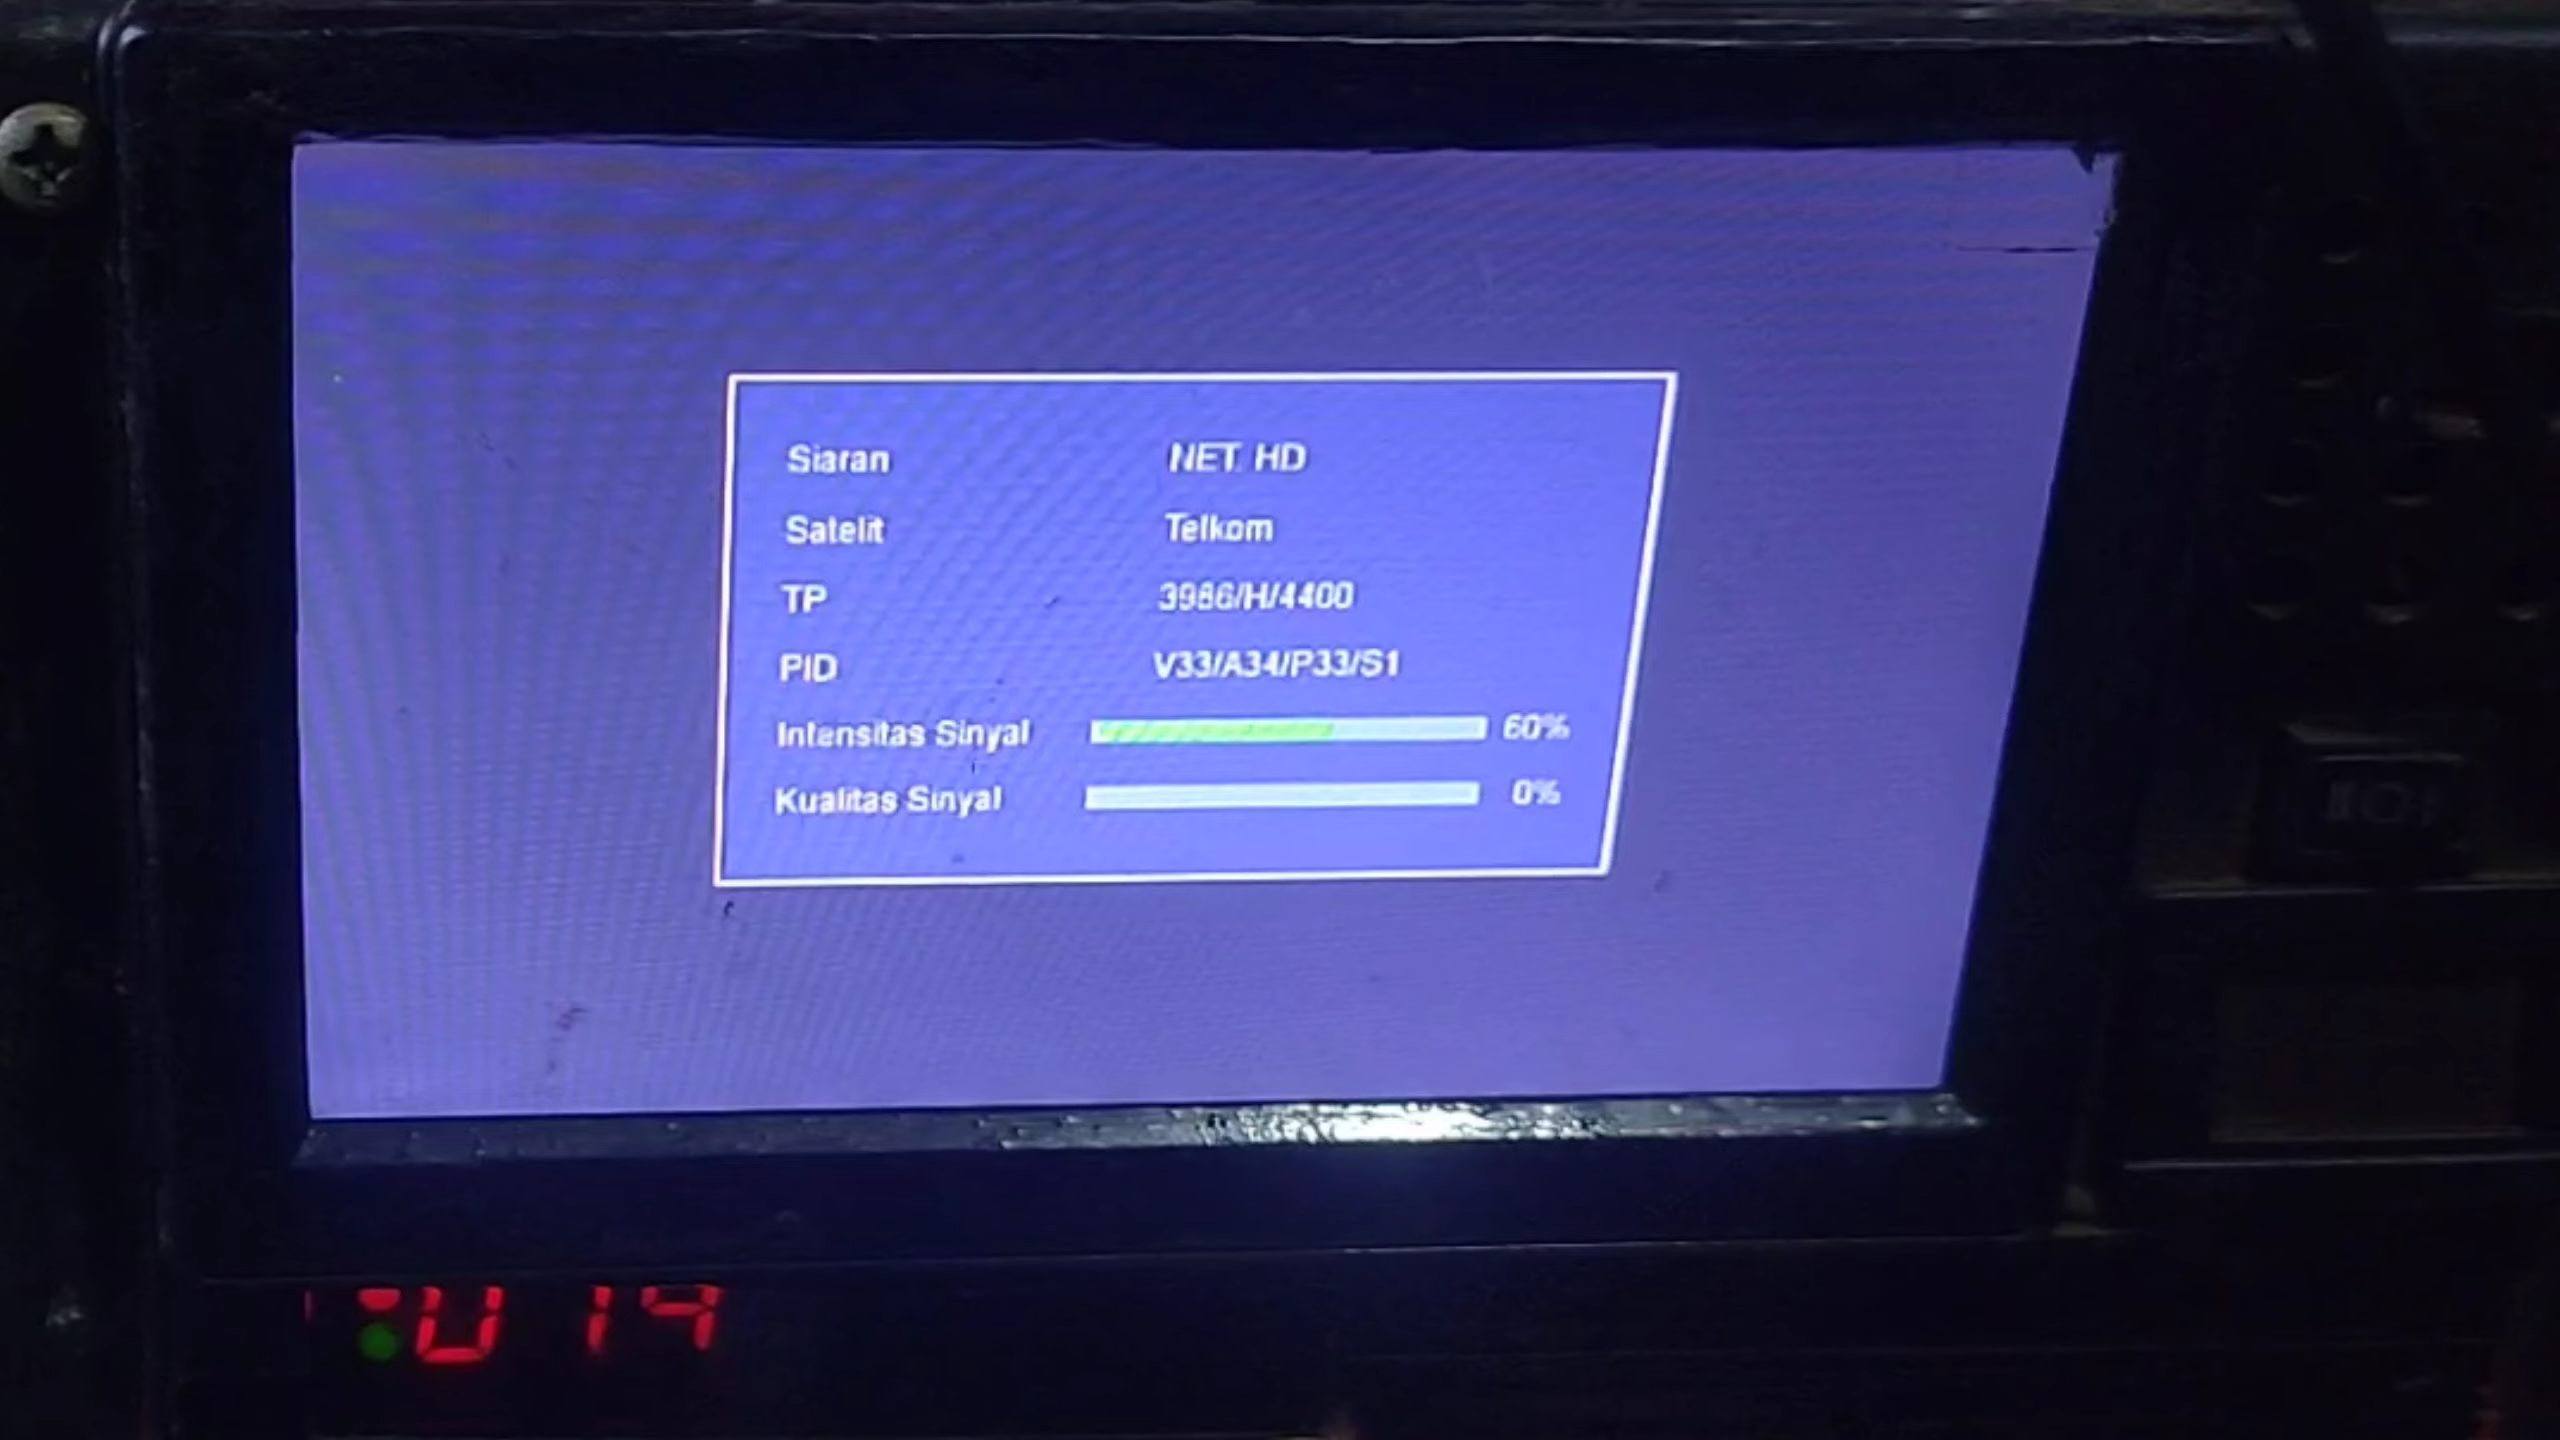 Siaran NET. HD
Satelit Telkom
TP 3986/H/4400
PID V33/A34/P33/S1
Intensitas Sinyal 60%
Kualitas Sinyal 0%
019